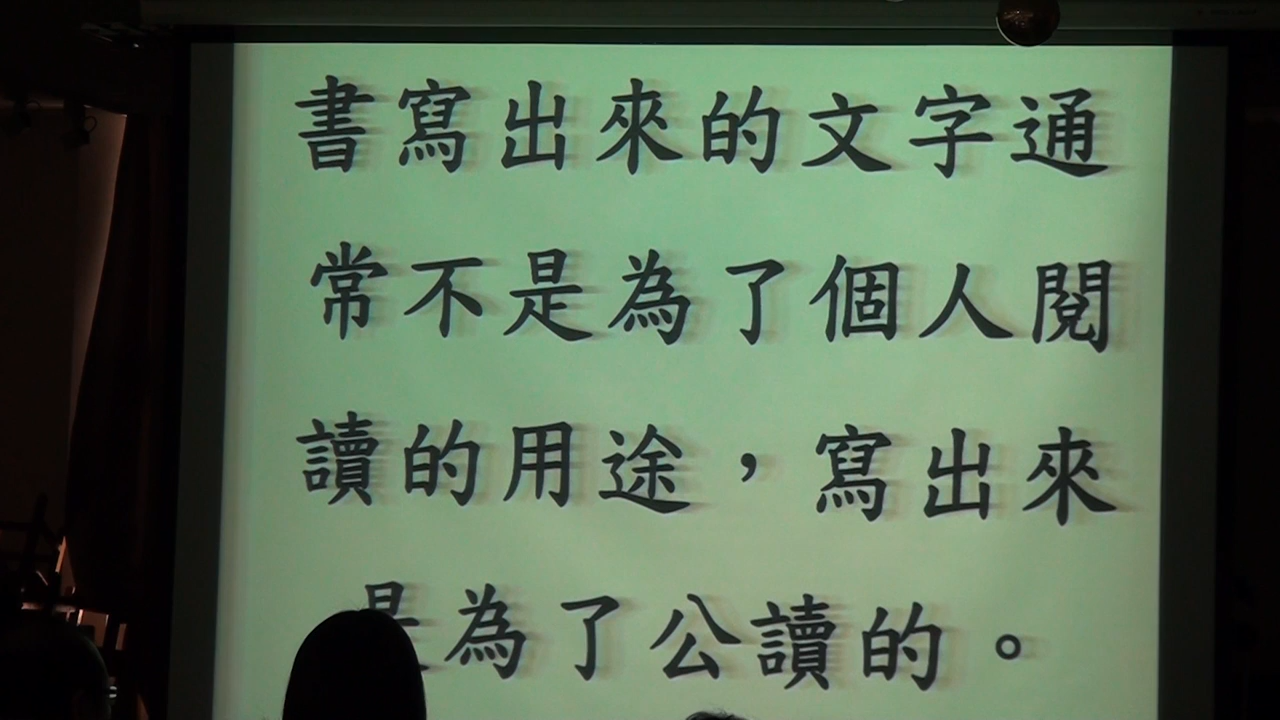 書寫出來的文字通
常不是為了個人閱
讀的用途，寫出來
是為了公讀的。